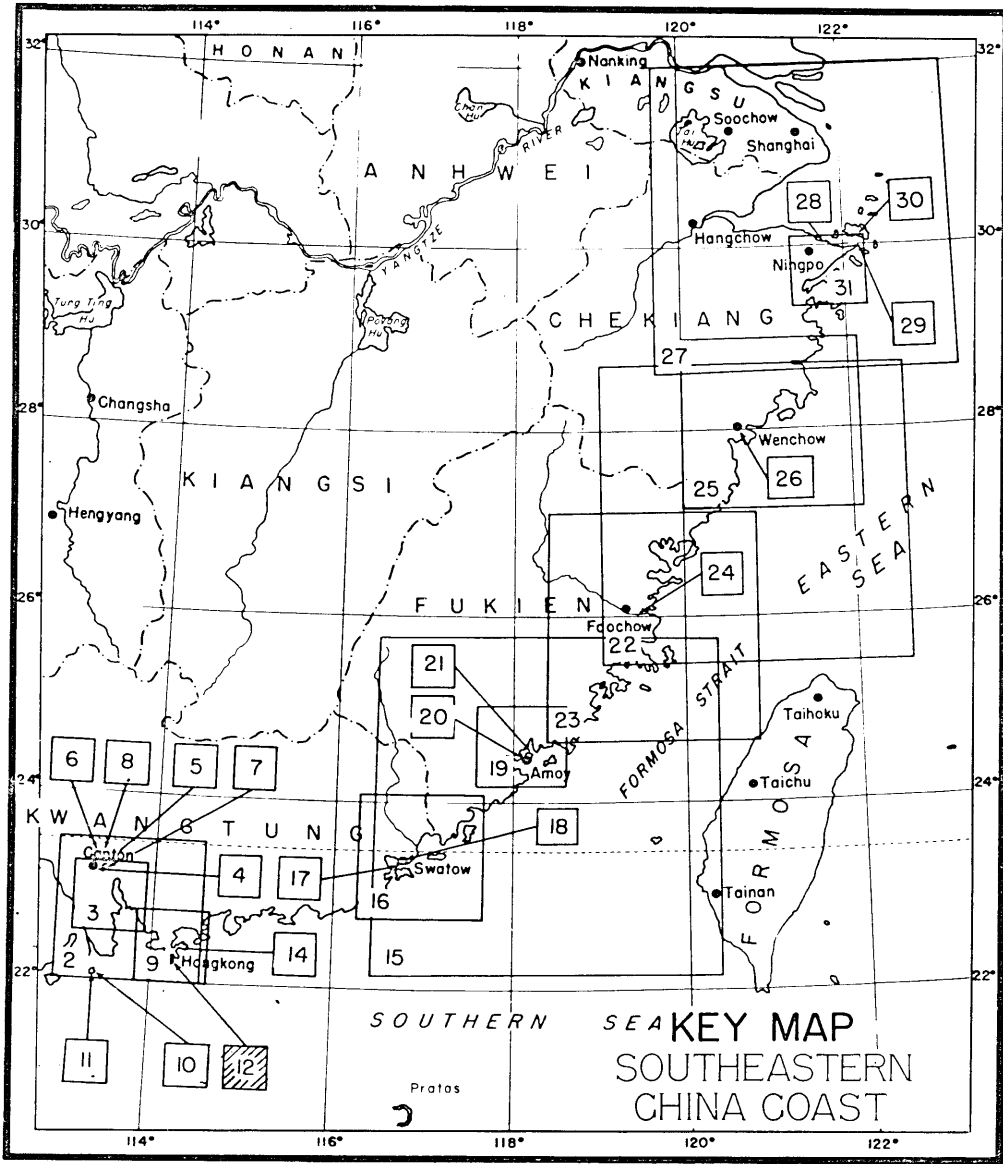 114° 116° 118° 120° 122°
32° 32°
HONAN
Nanking
KIANGSU
Chao Hu
Soochow
Tai Hu
Shanghai
RIVER
ANHWEI
28 30
30° 30°
Hangchow
YANGTZE
Ningpo
31
Tung Ting Hu
Poyang Hu
CHEKIANG
29
27
28° 28°
Changsha
Wenchow
26
KIANGSI
25
Hengyang
EASTERN SEA
24
26° 26°
FUKIEN
Foochow
22
21
FORMOSA STRAIT
20
23
Taihoku
6 8 5 7
19
Amoy
Taichu
24° 24°
KWANGTUNG
18
Canton
4 17
Swatow
FORMOSA
Tainan
3
16
2 9
Hongkong
14
15
22° 22°
SOUTHERN SEA
KEY MAP
SOUTHEASTERN
CHINA COAST
11 10 12
Pratas
114° 116° 118° 120° 122°